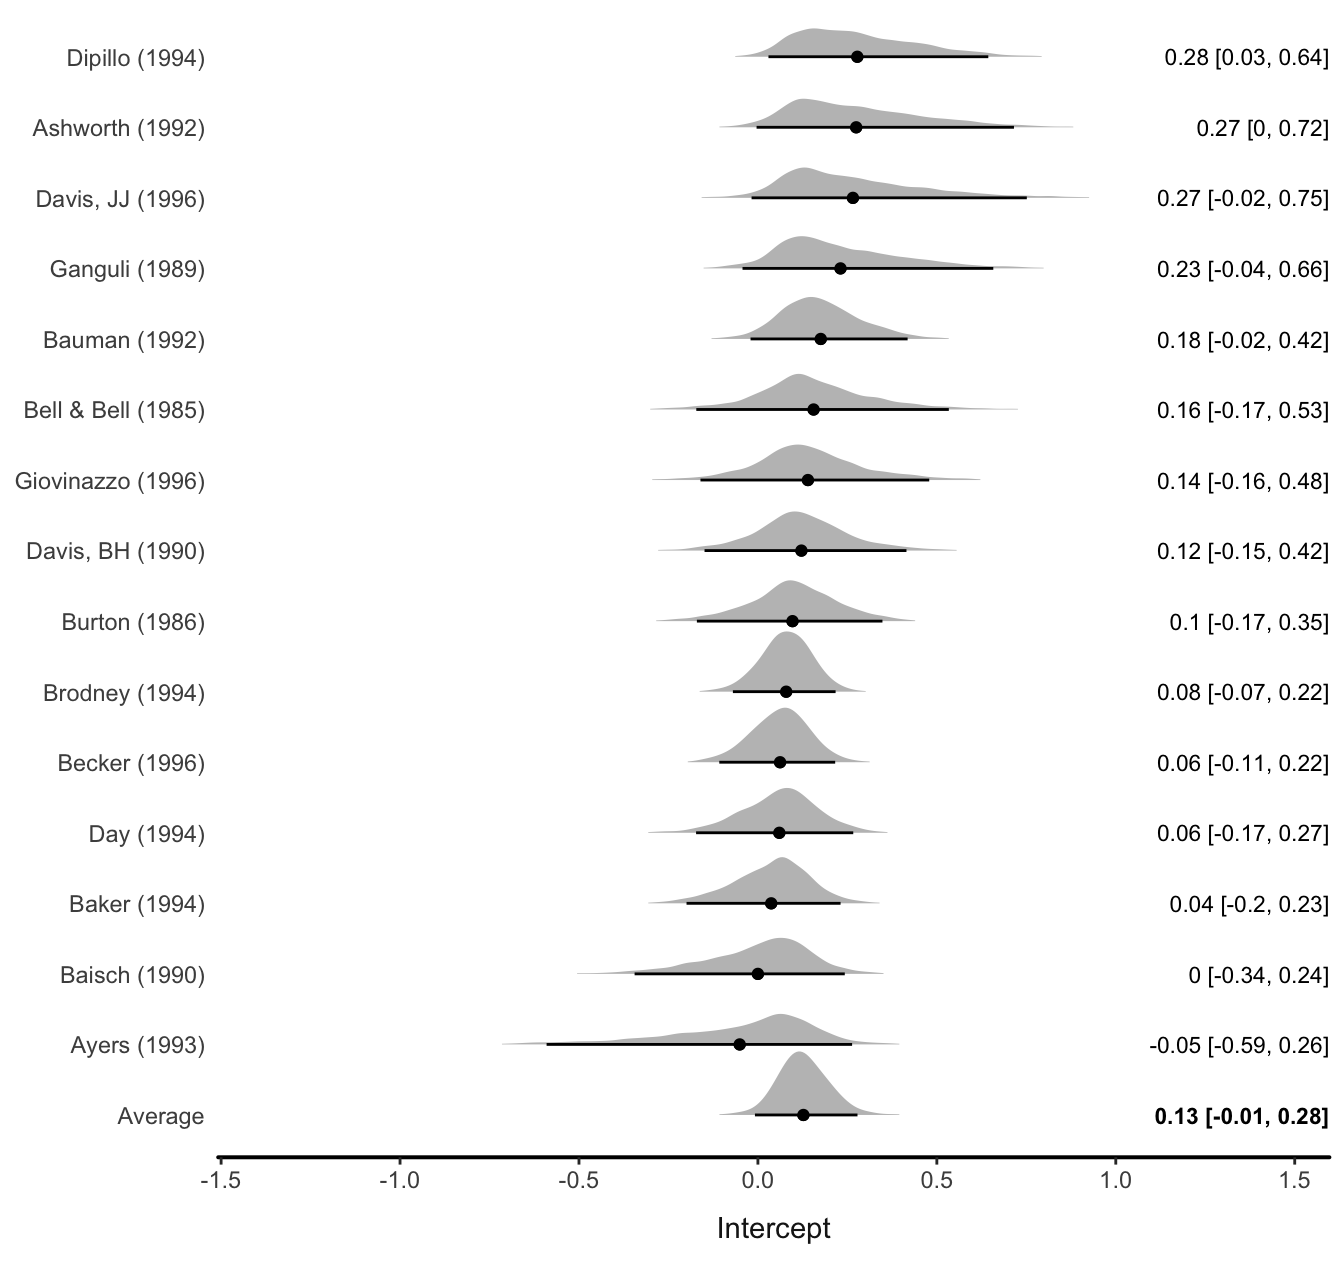 Dipillo (1994) 0.28 [0.03, 0.64]
Ashworth (1992) 0.27 [0, 0.72]
Davis, JJ (1996) 0.27 [-0.02, 0.75]
Ganguli (1989) 0.23 [-0.04, 0.66]
Bauman (1992) 0.18 [-0.02, 0.42]
Bell & Bell (1985) 0.16 [-0.17, 0.53]
Giovinazzo (1996) 0.14 [-0.16, 0.48]
Davis, BH (1990) 0.12 [-0.15, 0.42]
Burton (1986) 0.1 [-0.17, 0.35]
Brodney (1994) 0.08 [-0.07, 0.22]
Becker (1996) 0.06 [-0.11, 0.22]
Day (1994) 0.06 [-0.17, 0.27]
Baker (1994) 0.04 [-0.2, 0.23]
Baisch (1990) 0 [-0.34, 0.24]
Ayers (1993) -0.05 [-0.59, 0.26]
Average 0.13 [-0.01, 0.28]
-1.5 -1.0 -0.5 0.0 0.5 1.0 1.5
Intercept